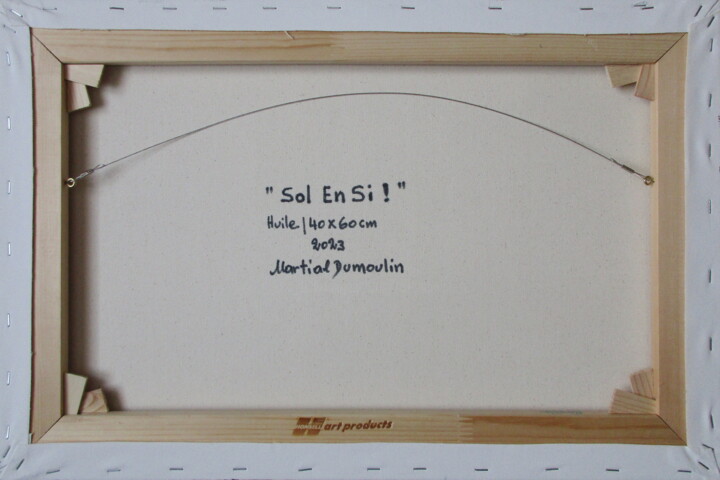 " Sol En Si ! "
Huile / 40x60cm
2023
Martial Dumoulin
art products